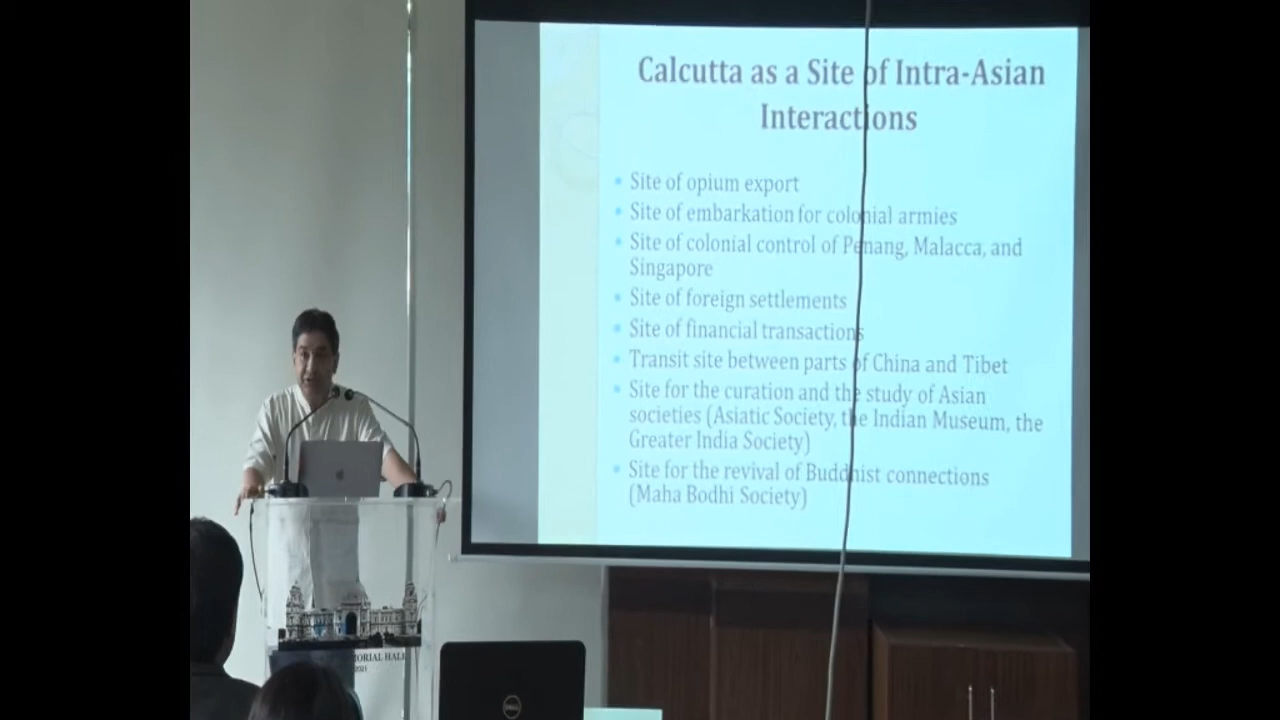 Calcutta as a Site of Intra-Asian
Interactions
• Site of opium export
• Site of embarkation for colonial armies
• Site of colonial control of Penang, Malacca, and
Singapore
• Site of foreign settlements
• Site of financial transactions
• Transit site between parts of China and Tibet
• Site for the curation and the study of Asian
societies (Asiatic Society, the Indian Museum, the
Greater India Society)
• Site for the revival of Buddhist connections
(Maha Bodhi Society)
HALL
2021
DELL